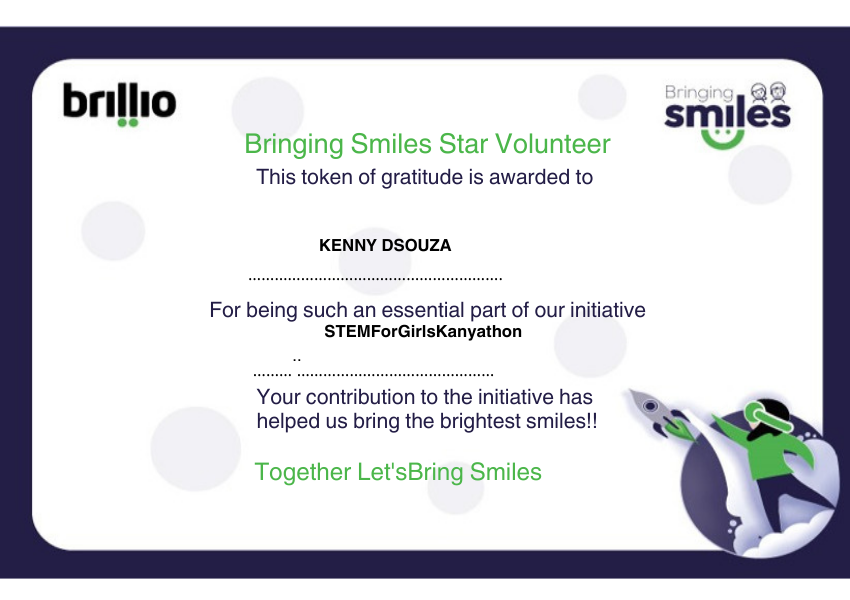 brillio
Bringing
smiles
Bringing Smiles Star Volunteer
This token of gratitude is awarded to
KENNY DSOUZA
..........................................................
For being such an essential part of our initiative
STEMForGirlsKanyathon
..
......... .............................................
Your contribution to the initiative has
helped us bring the brightest smiles!!
Together Let'sBring Smiles